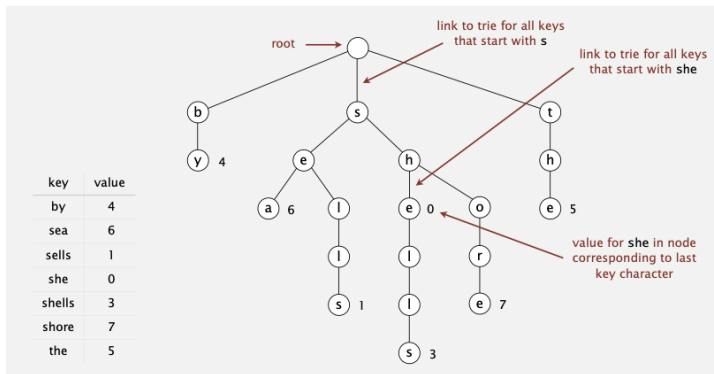 link to trie for all keys
that start with s
root
link to trie for all keys
that start with she
b
s
t
y 4
e
h
h
key value
by 4
sea 6
sells 1
she 0
shells 3
shore 7
the 5
a 6
l
e 0
o
e 5
l
l
r
value for she in node
corresponding to last
key character
s 1
l
e 7
s 3